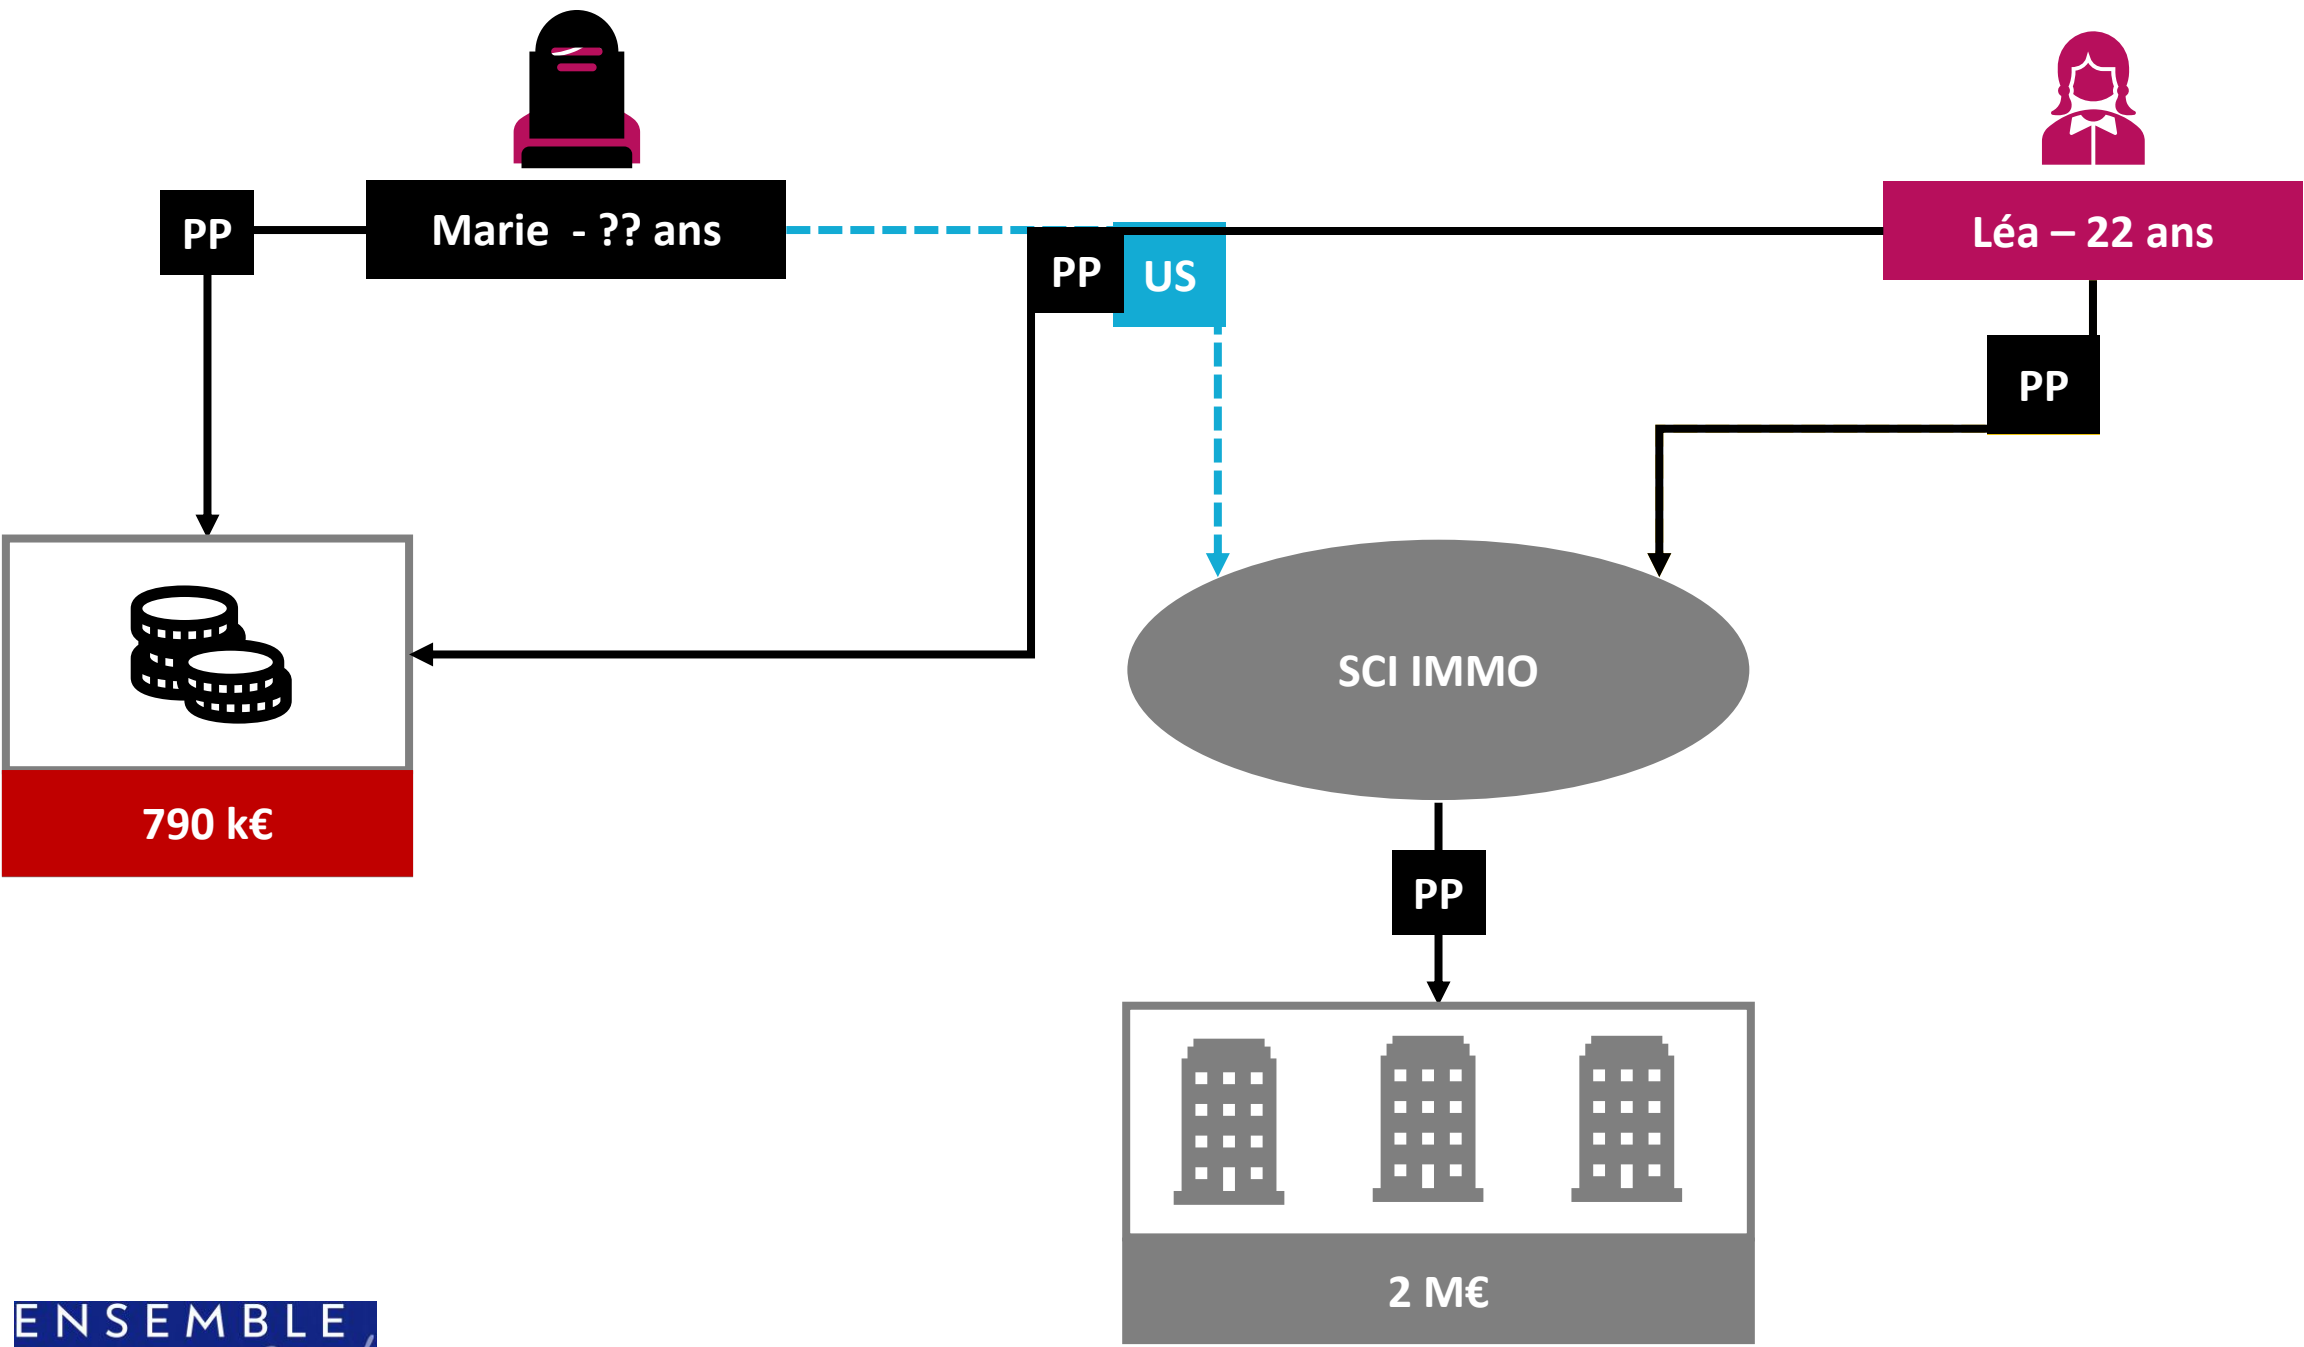 PP
Marie - ?? ans
PP
US
Léa – 22 ans
PP
SCI IMMO
790 k€
PP
2 M€
ENSEMBLE